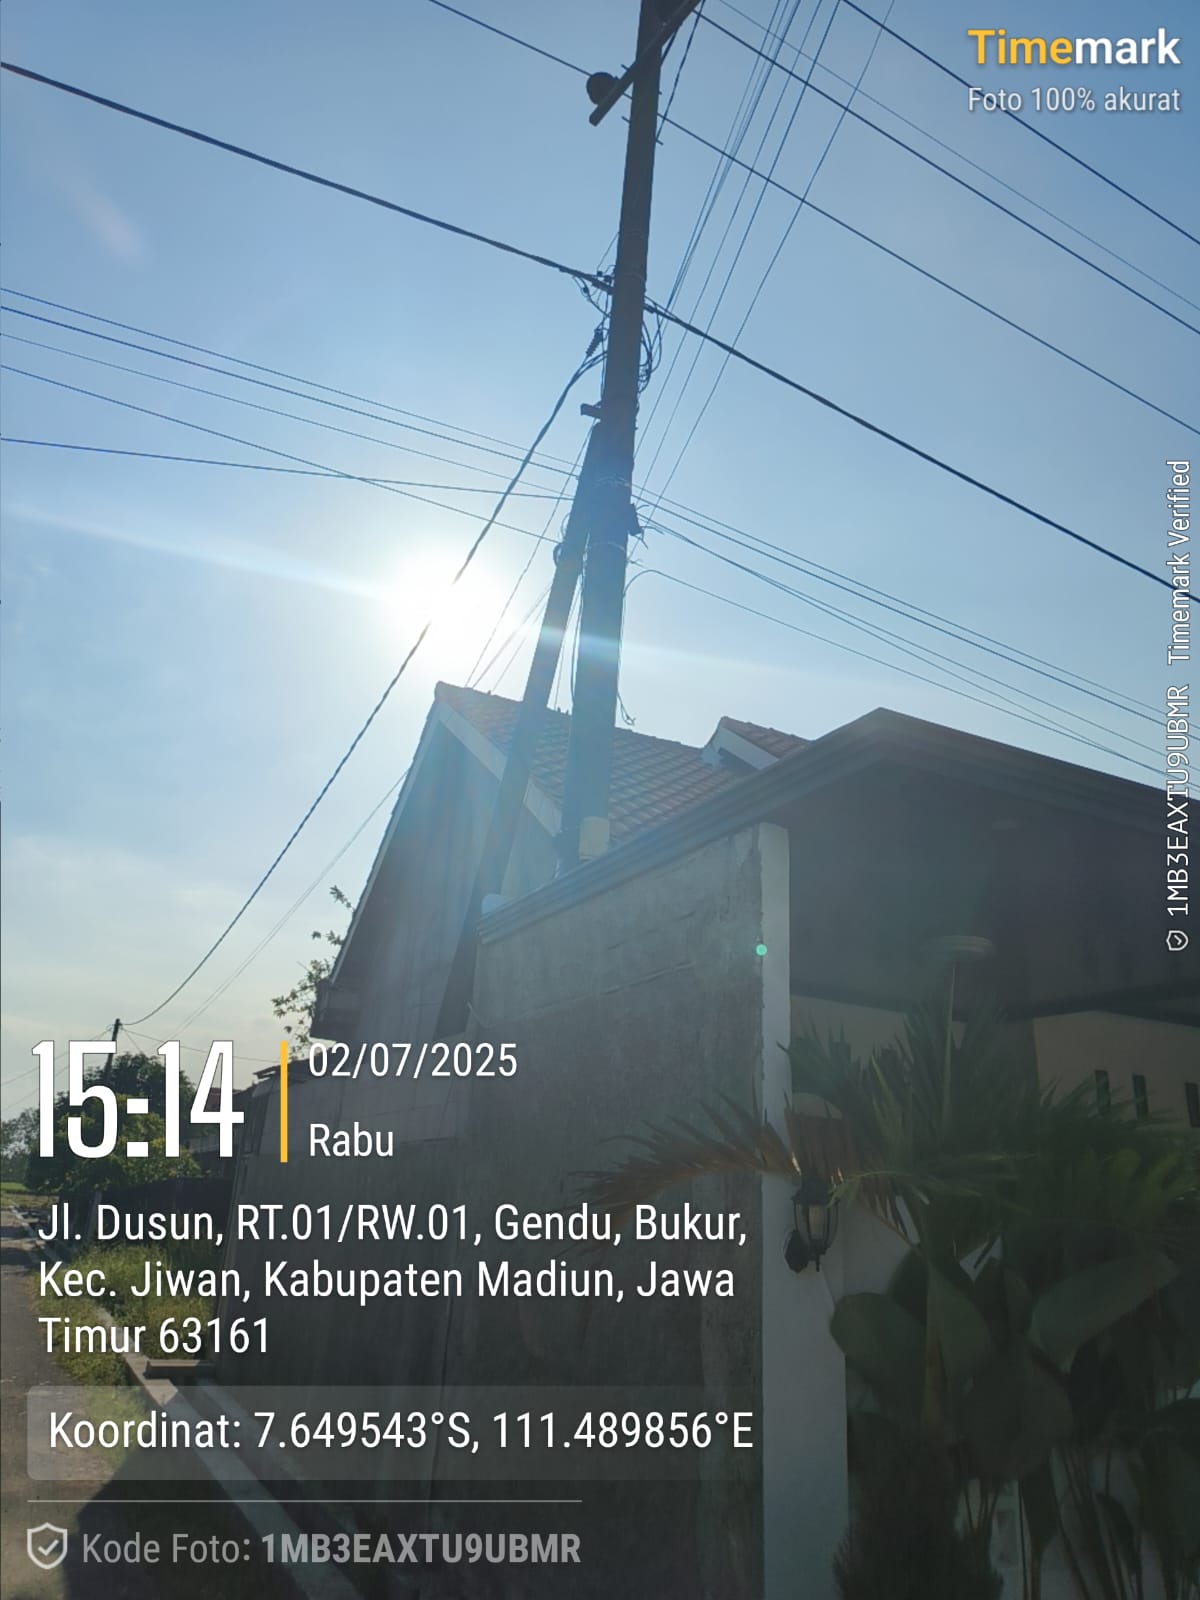 Timemark
Foto 100% akurat
1MB3EAXTU9UBMR Timemark Verified
15:14
02/07/2025
Rabu
Jl. Dusun, RT.01/RW.01, Gendu, Bukur,
Kec. Jiwan, Kabupaten Madiun, Jawa
Timur 63161
Koordinat: 7.649543°S, 111.489856°E
Kode Foto: 1MB3EAXTU9UBMR